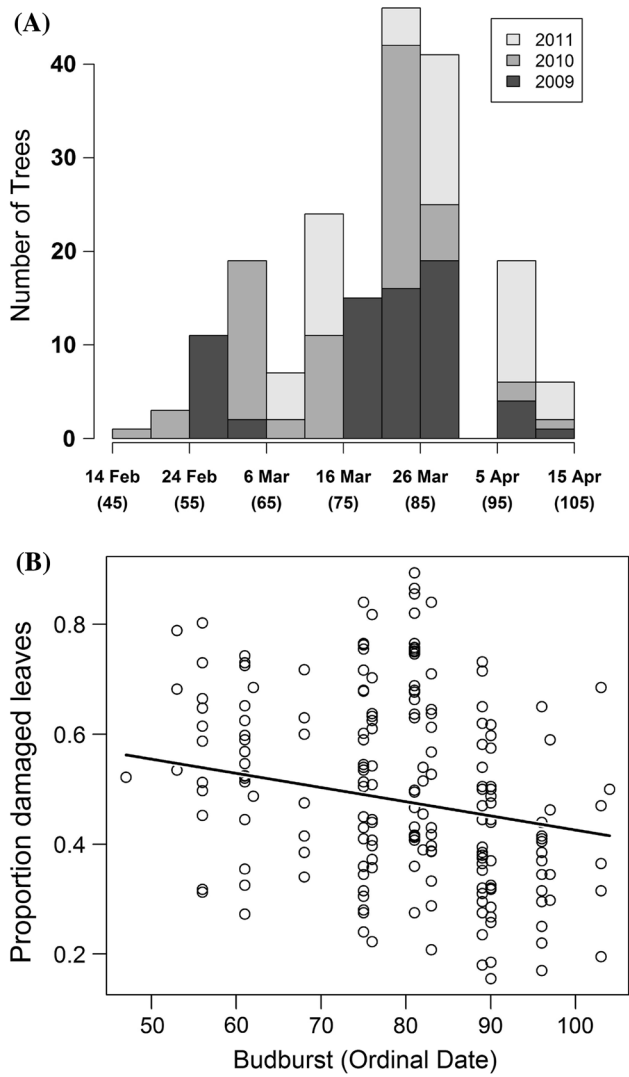 (A)
2011
2010
2009
Number of Trees
40
30
20
10
0
14 Feb 24 Feb 6 Mar 16 Mar 26 Mar 5 Apr 15 Apr
(45) (55) (65) (75) (85) (95) (105)
(B)
Proportion damaged leaves
0.8
0.6
0.4
0.2
50 60 70 80 90 100
Budburst (Ordinal Date)